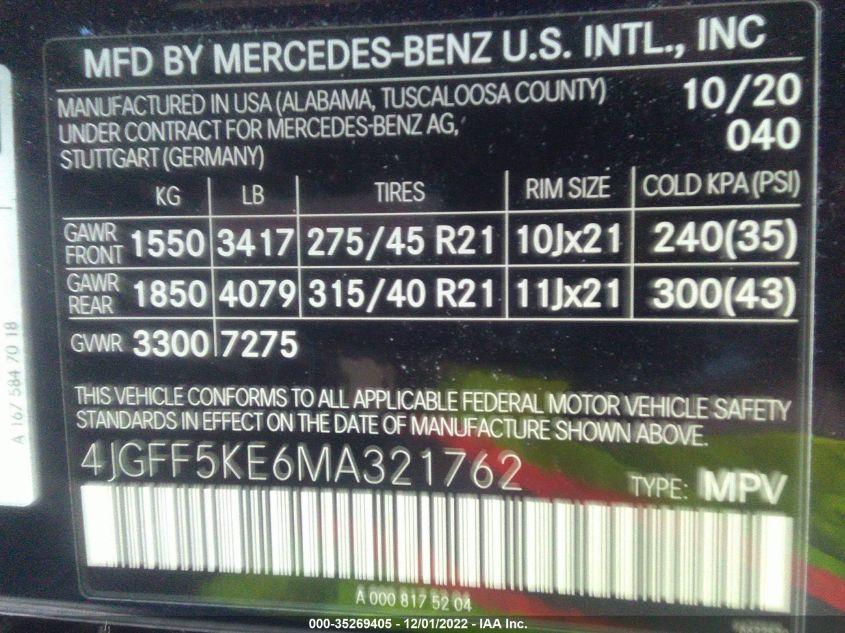 MFD BY MERCEDES-BENZ U.S. INTL., INC
MANUFACTURED IN USA (ALABAMA, TUSCALOOSA COUNTY) 10/20
UNDER CONTRACT FOR MERCEDES-BENZ AG, 040
STUTTGART (GERMANY)
KG LB TIRES RIM SIZE COLD KPA (PSI)
GAWR FRONT 1550 3417 275/45 R21 10Jx21 240(35)
GAWR REAR 1850 4079 315/40 R21 11Jx21 300(43)
GVWR 3300 7275
THIS VEHICLE CONFORMS TO ALL APPLICABLE FEDERAL MOTOR VEHICLE SAFETY
STANDARDS IN EFFECT ON THE DATE OF MANUFACTURE SHOWN ABOVE.
4JGFF5KE6MA321762
TYPE: MPV
A 000 817 52 04
A 167 584 70 18
000-35269405 - 12/01/2022 - IAA Inc.